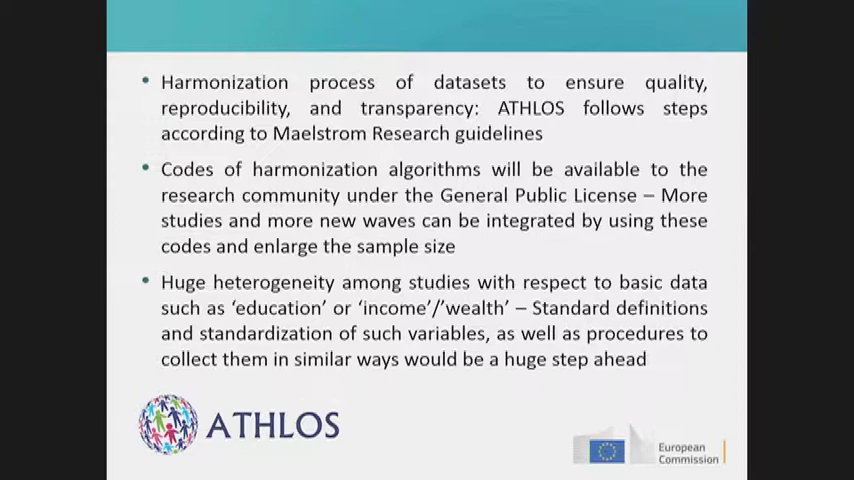 • Harmonization process of datasets to ensure quality,
reproducibility, and transparency: ATHLOS follows steps
according to Maelstrom Research guidelines
• Codes of harmonization algorithms will be available to the
research community under the General Public License – More
studies and more new waves can be integrated by using these
codes and enlarge the sample size
• Huge heterogeneity among studies with respect to basic data
such as ‘education’ or ‘income’/’wealth’ – Standard definitions
and standardization of such variables, as well as procedures to
collect them in similar ways would be a huge step ahead
ATHLOS
European
Commission